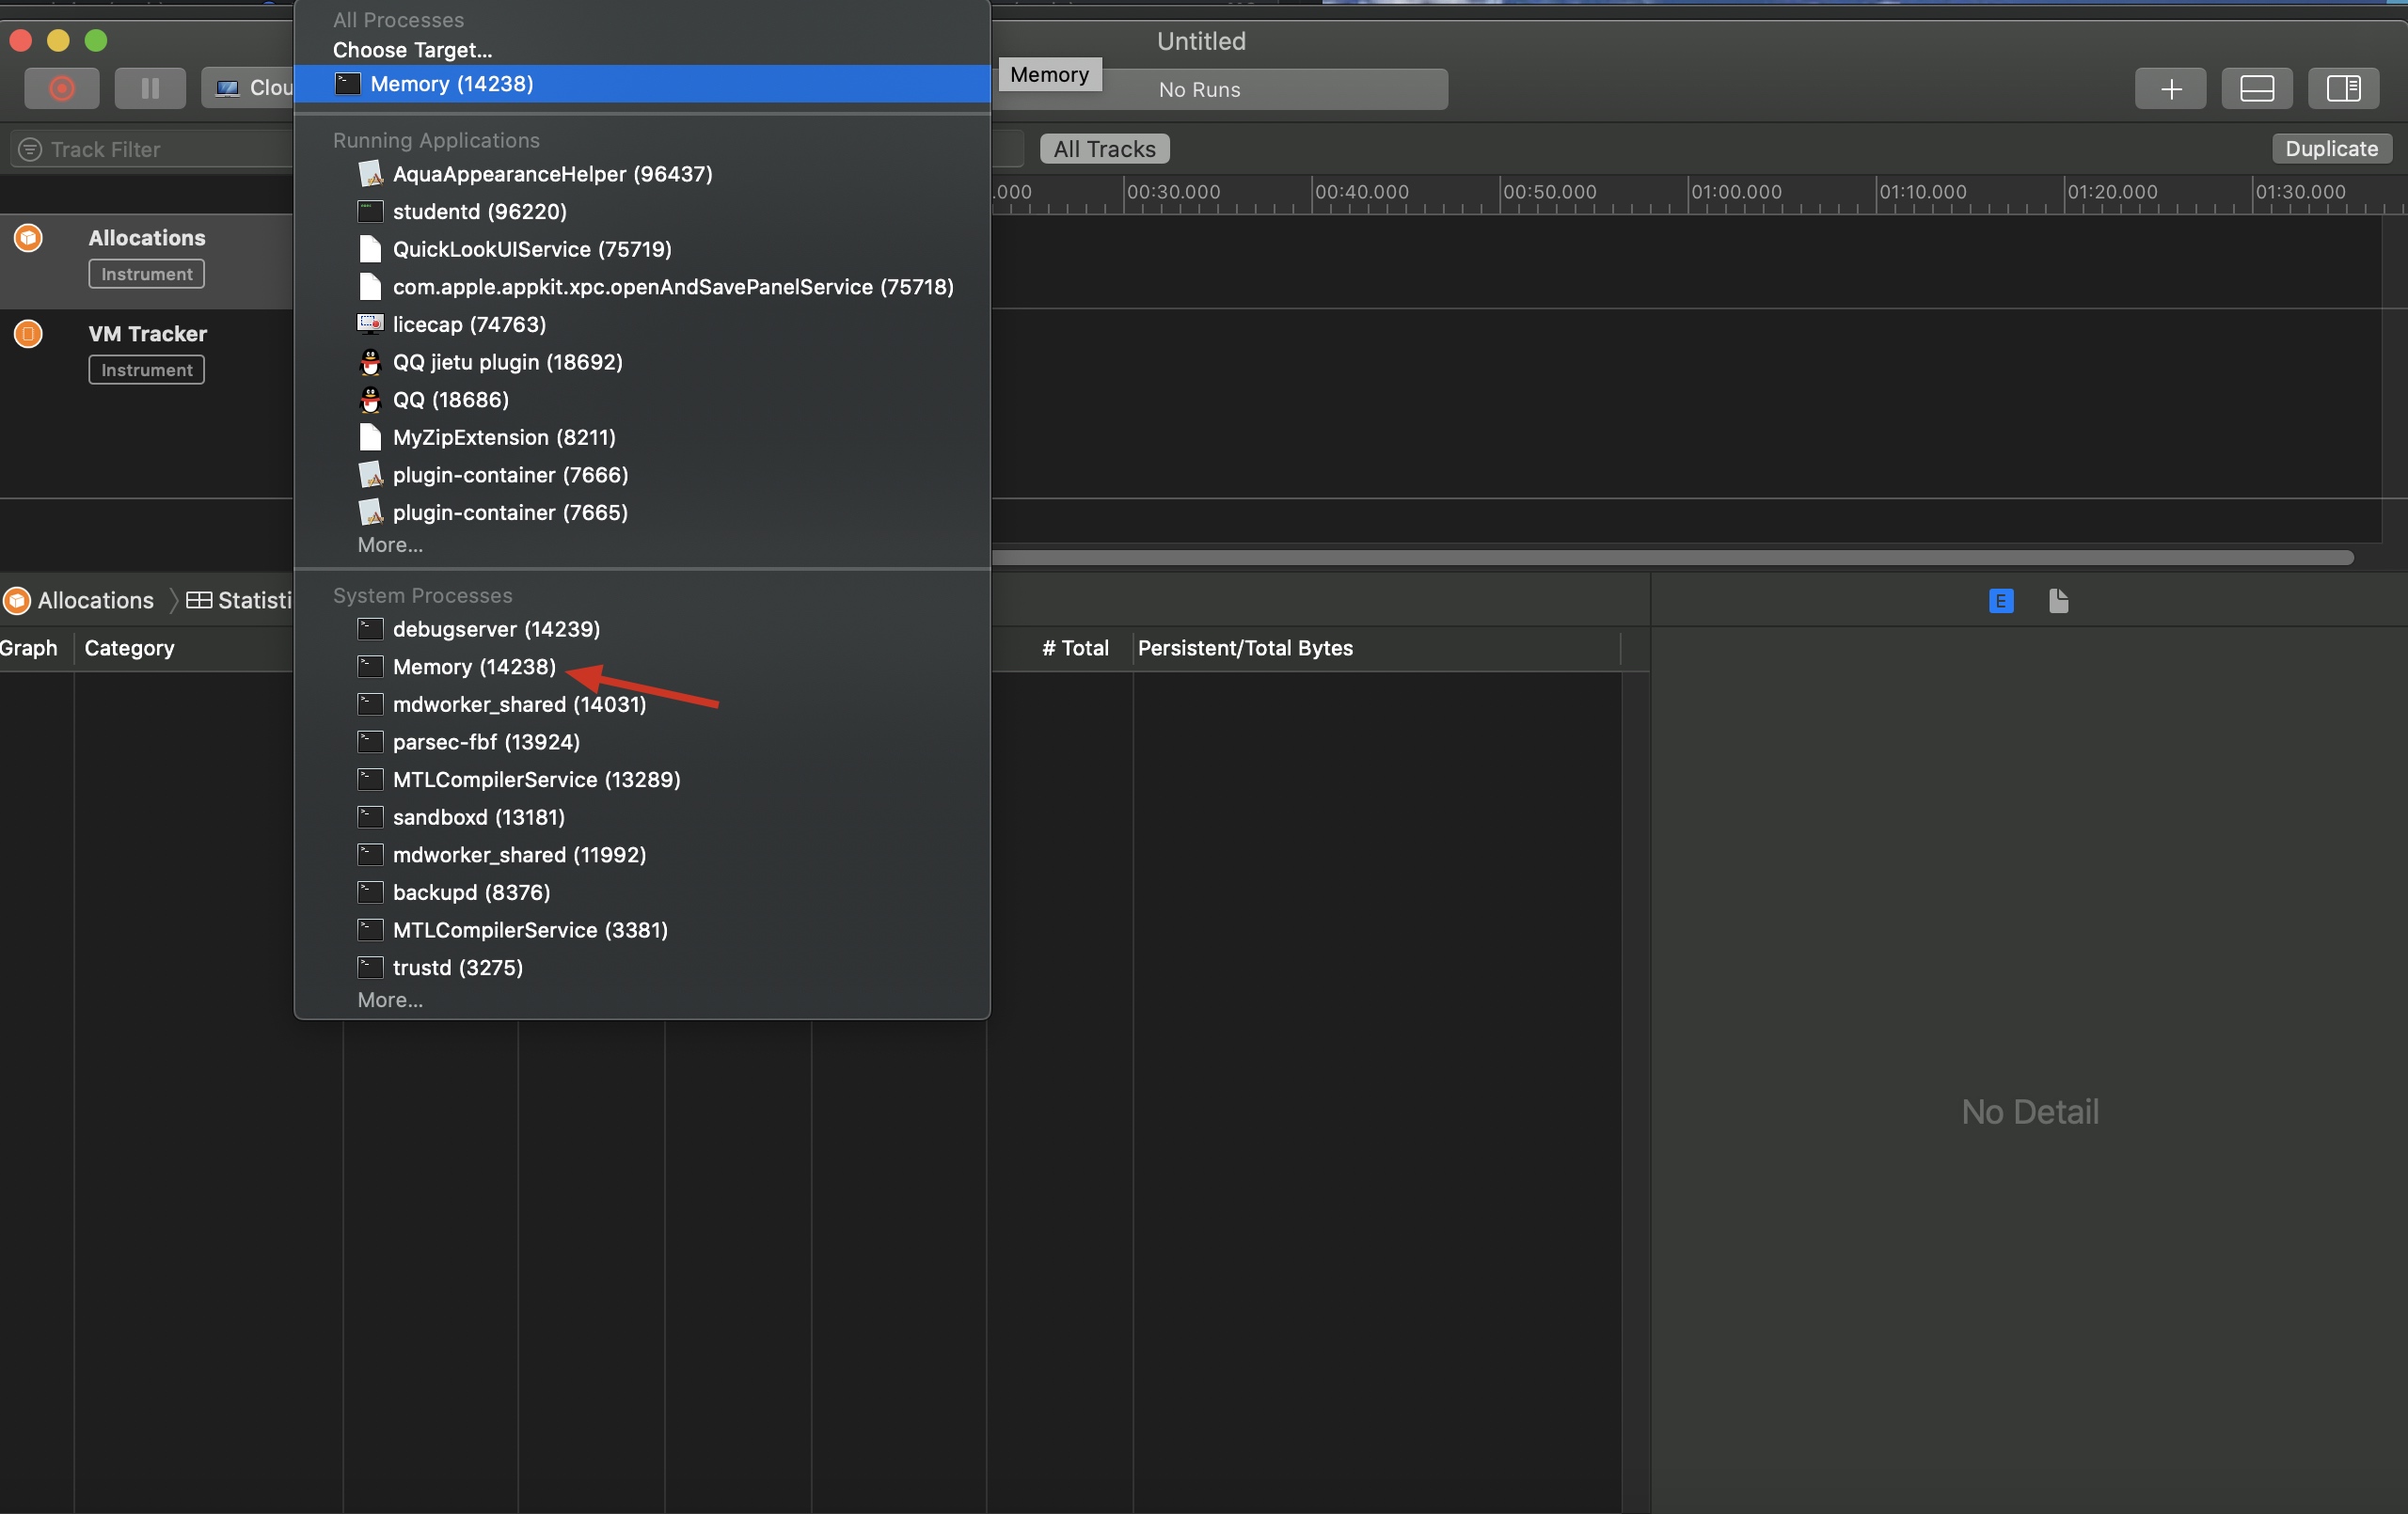 All Processes
Choose Target...
Memory (14238)
Untitled
Clou
Memory
No Runs
Track Filter
All Tracks
Duplicate
Running Applications
AquaAppearanceHelper (96437)
studentd (96220)
QuickLookUIService (75719)
com.apple.appkit.xpc.openAndSavePanelService (75718)
licecap (74763)
QQ jietu plugin (18692)
QQ (18686)
MyZipExtension (8211)
plugin-container (7666)
plugin-container (7665)
More...
.000
00:30.000
00:40.000
00:50.000
01:00.000
01:10.000
01:20.000
01:30.000
Allocations
Instrument
VM Tracker
Instrument
Allocations
Statisti
E
Graph
Category
# Total
Persistent/Total Bytes
System Processes
debugserver (14239)
Memory (14238)
mdworker_shared (14031)
parsec-fbf (13924)
MTLCompilerService (13289)
sandboxd (13181)
mdworker_shared (11992)
backupd (8376)
MTLCompilerService (3381)
trustd (3275)
More...
No Detail